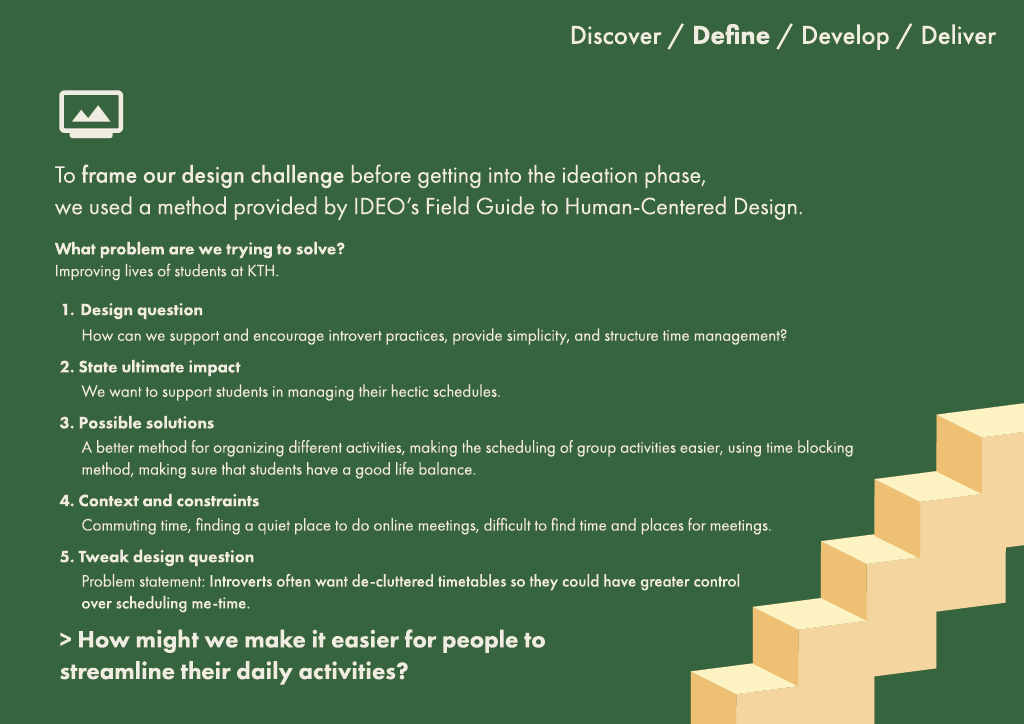 Discover / Define / Develop / Deliver
To frame our design challenge before getting into the ideation phase,
we used a method provided by IDEO’s Field Guide to Human-Centered Design.
What problem are we trying to solve?
Improving lives of students at KTH.
1. Design question
How can we support and encourage introvert practices, provide simplicity, and structure time management?
2. State ultimate impact
We want to support students in managing their hectic schedules.
3. Possible solutions
A better method for organizing different activities, making the scheduling of group activities easier, using time blocking
method, making sure that students have a good life balance.
4. Context and constraints
Commuting time, finding a quiet place to do online meetings, difficult to find time and places for meetings.
5. Tweak design question
Problem statement: Introverts often want de-cluttered timetables so they could have greater control
over scheduling me-time.
> How might we make it easier for people to
streamline their daily activities?